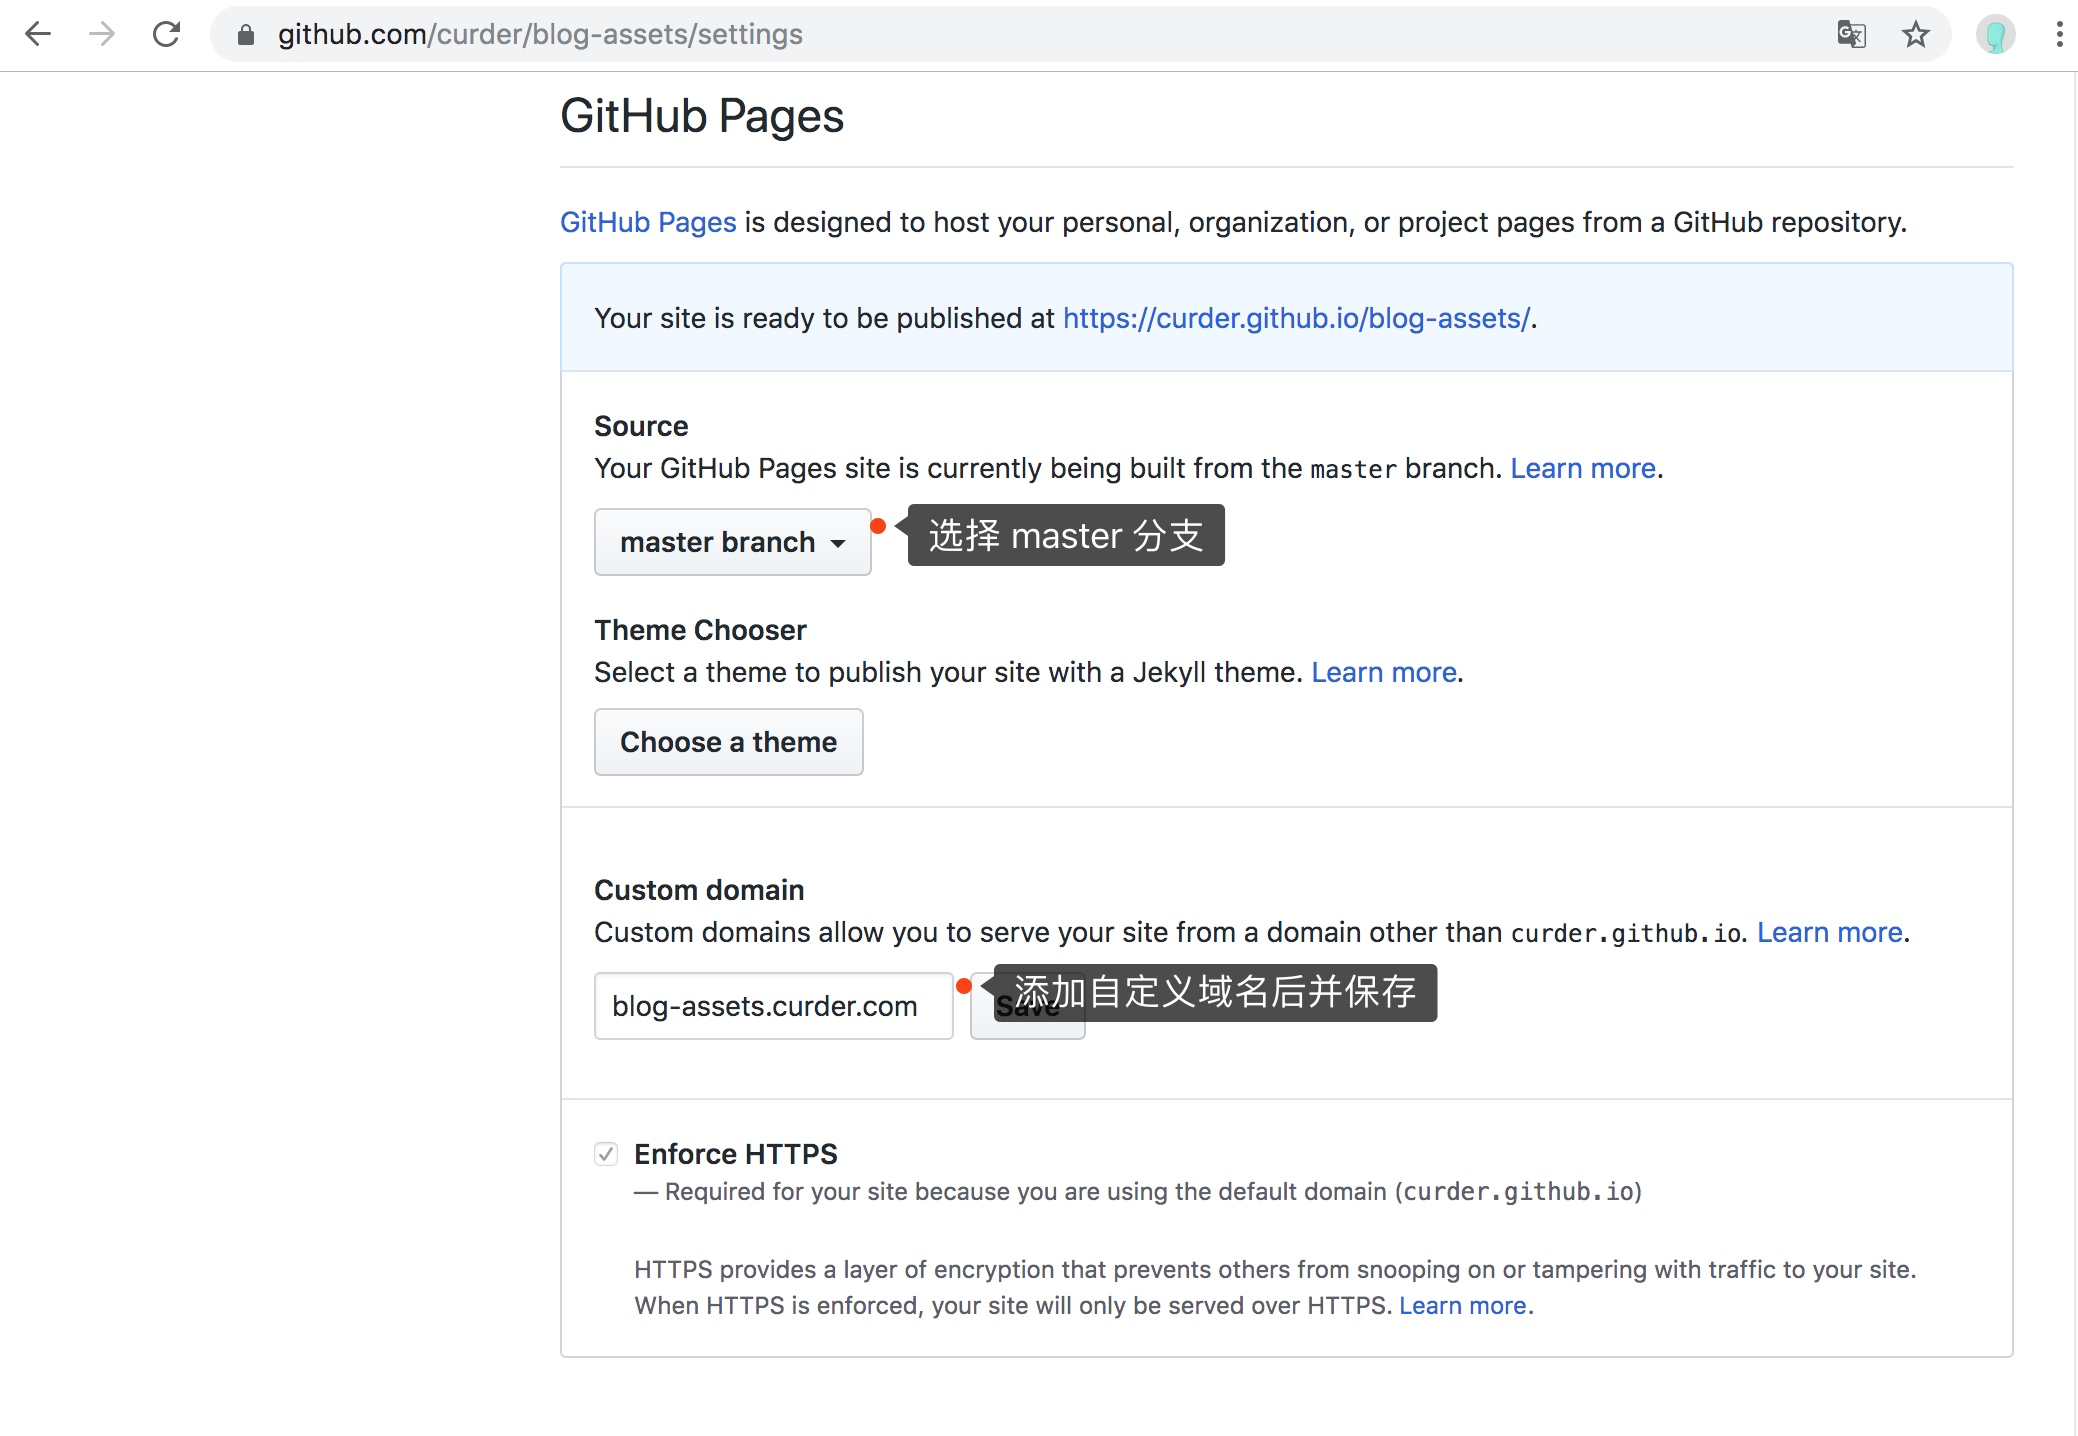 github.com/curder/blog-assets/settings
GitHub Pages
GitHub Pages is designed to host your personal, organization, or project pages from a GitHub repository.
Your site is ready to be published at https://curder.github.io/blog-assets/.
Source
Your GitHub Pages site is currently being built from the master branch. Learn more.
master branch
选择 master 分支
Theme Chooser
Select a theme to publish your site with a Jekyll theme. Learn more.
Choose a theme
Custom domain
Custom domains allow you to serve your site from a domain other than curder.github.io. Learn more.
blog-assets.curder.com
Save
添加自定义域名后并保存
Enforce HTTPS
— Required for your site because you are using the default domain (curder.github.io)
HTTPS provides a layer of encryption that prevents others from snooping on or tampering with traffic to your site.
When HTTPS is enforced, your site will only be served over HTTPS. Learn more.